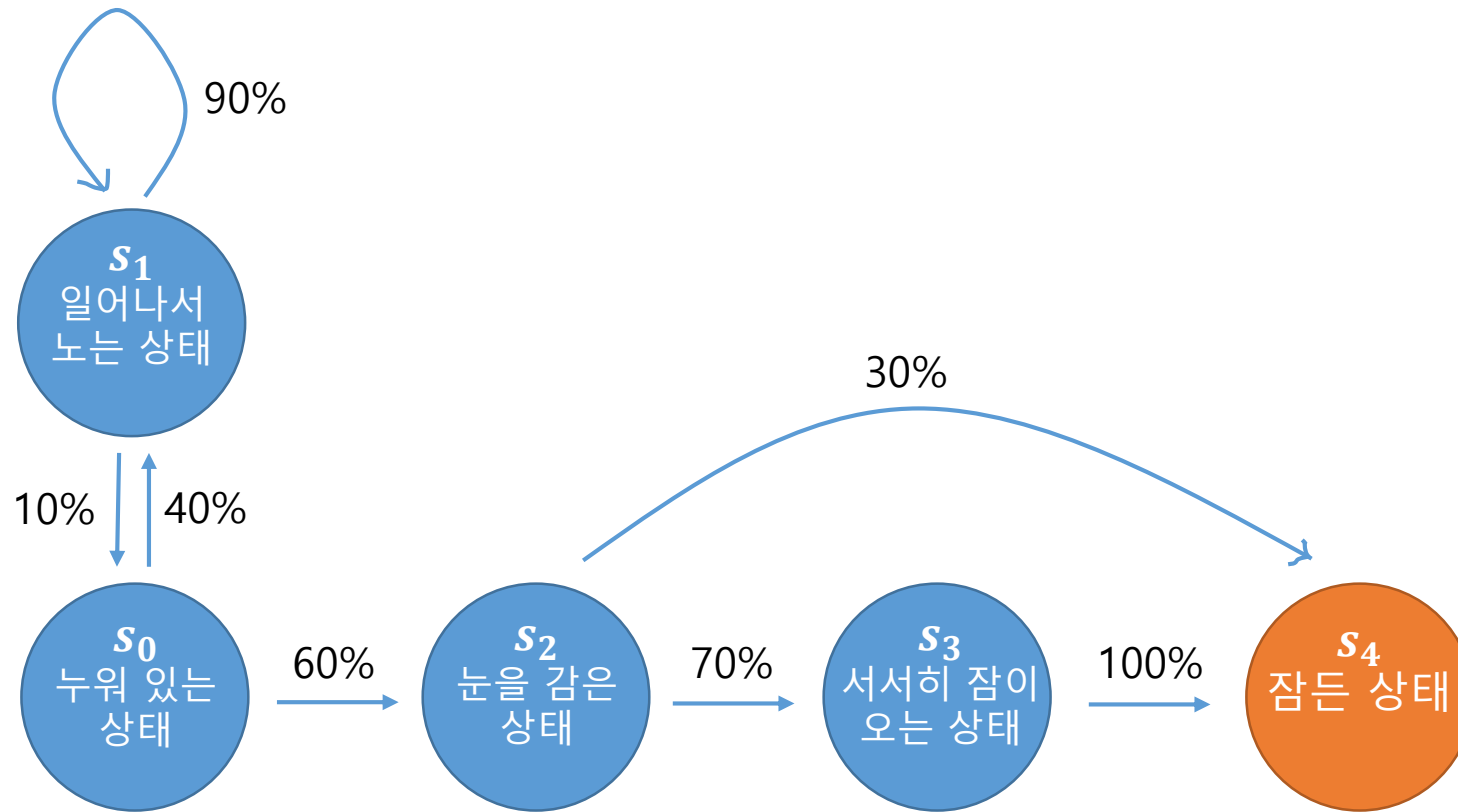 90%
s₁
일어나서
노는 상태
30%
10%
40%
s₀
누워 있는
상태
60%
s₂
눈을 감은
상태
70%
s₃
서서히 잠이
오는 상태
100%
s₄
잠든 상태